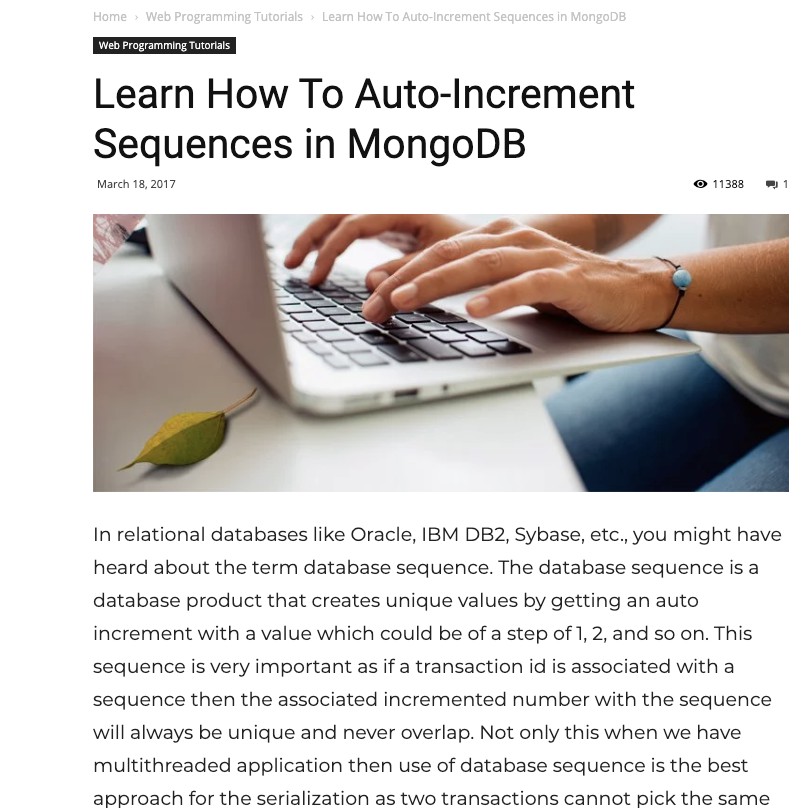 Home › Web Programming Tutorials › Learn How To Auto-Increment Sequences in MongoDB
Web Programming Tutorials
Learn How To Auto-Increment
Sequences in MongoDB
March 18, 2017 11388 1
In relational databases like Oracle, IBM DB2, Sybase, etc., you might have
heard about the term database sequence. The database sequence is a
database product that creates unique values by getting an auto
increment with a value which could be of a step of 1, 2, and so on. This
sequence is very important as if a transaction id is associated with a
sequence then the associated incremented number with the sequence
will always be unique and never overlap. Not only this when we have
multithreaded application then use of database sequence is the best
approach for the serialization as two transactions cannot pick the same